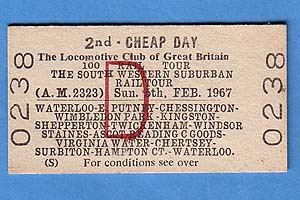 2nd - CHEAP DAY
The Locomotive Club of Great Britain
100 RAIL TOUR
THE SOUTH WESTERN SUBURBAN
RAILTOUR
(A.M.2323) Sun. 5th, FEB. 1967
WATERLOO-E PUTNEY-CHESSINGTON-
WIMBLEDON PARK-KINGSTON-
SHEPPERTON-TWICKENHAM-WINDSOR
STAINES-ASCOT-READING C GOODS-
VIRGINIA WATER-CHERTSEY-
SURBITON-HAMPTON CT.-WATERLOO.
(S) For conditions see over
D
0238
0238